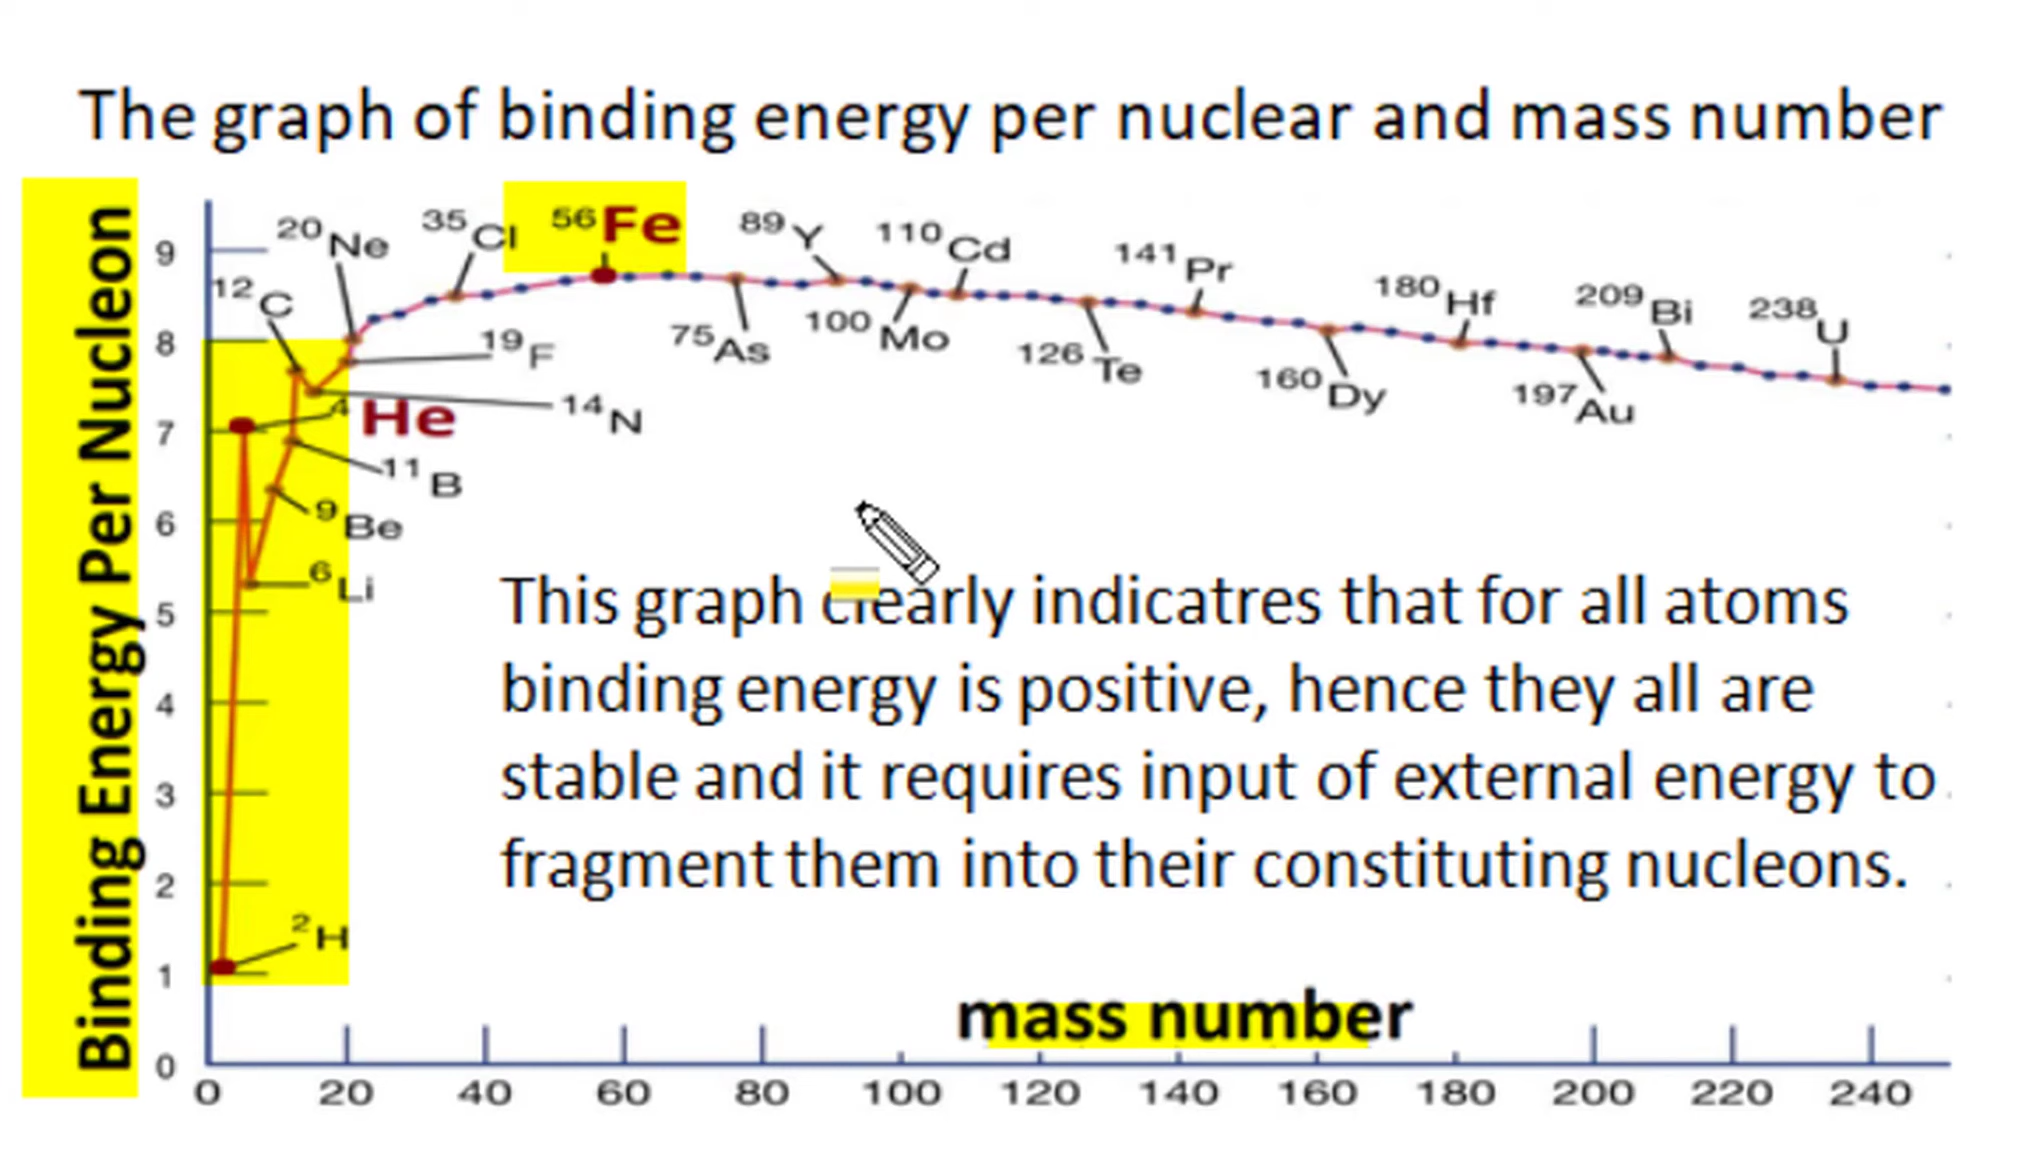 The graph of binding energy per nuclear and mass number
Binding Energy Per Nucleon
9
8
7
6
5
4
3
2
1
0
20Ne
35Cl
56Fe
89Y
110Cd
141Pr
180Hf
209Bi
238U
12C
19F
75As
100Mo
126Te
160Dy
197Au
14N
4He
11B
9Be
6Li
2H
This graph clearly indicatres that for all atoms
binding energy is positive, hence they all are
stable and it requires input of external energy to
fragment them into their constituting nucleons.
mass number
0 20 40 60 80 100 120 140 160 180 200 220 240